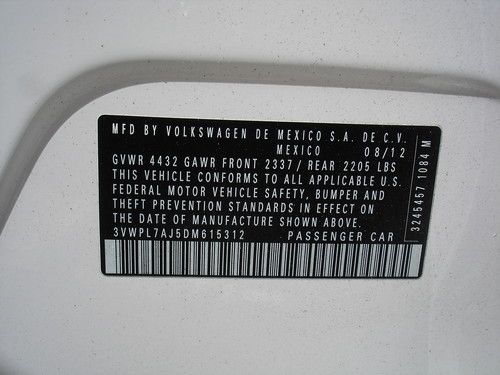 MFD BY VOLKSWAGEN DE MEXICO S.A. DE C.V.
MEXICO 08/12
GVWR 4432 GAWR FRONT 2337/ REAR 2205 LBS
THIS VEHICLE CONFORMS TO ALL APPLICABLE U.S.
FEDERAL MOTOR VEHICLE SAFETY, BUMPER AND
THEFT PREVENTION STANDARDS IN EFFECT ON
THE DATE OF MANUFACTURE SHOWN ABOVE.
3VWPL7AJ5DM615312 PASSENGER CAR
3245457 1084 M